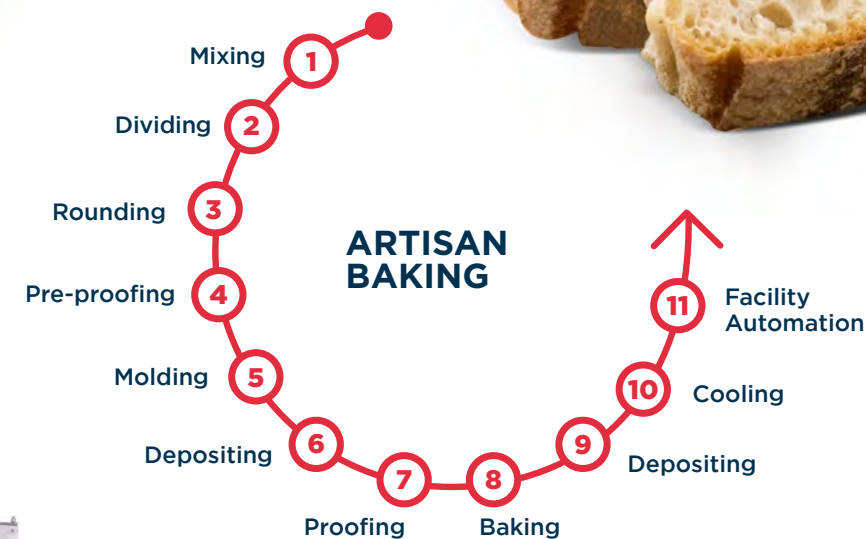 Mixing 1
Dividing 2
Rounding 3
Pre-proofing 4
Molding 5
Depositing 6
7
Proofing
8
Baking
9
Depositing
10
Cooling
11
Facility
Automation
ARTISAN
BAKING